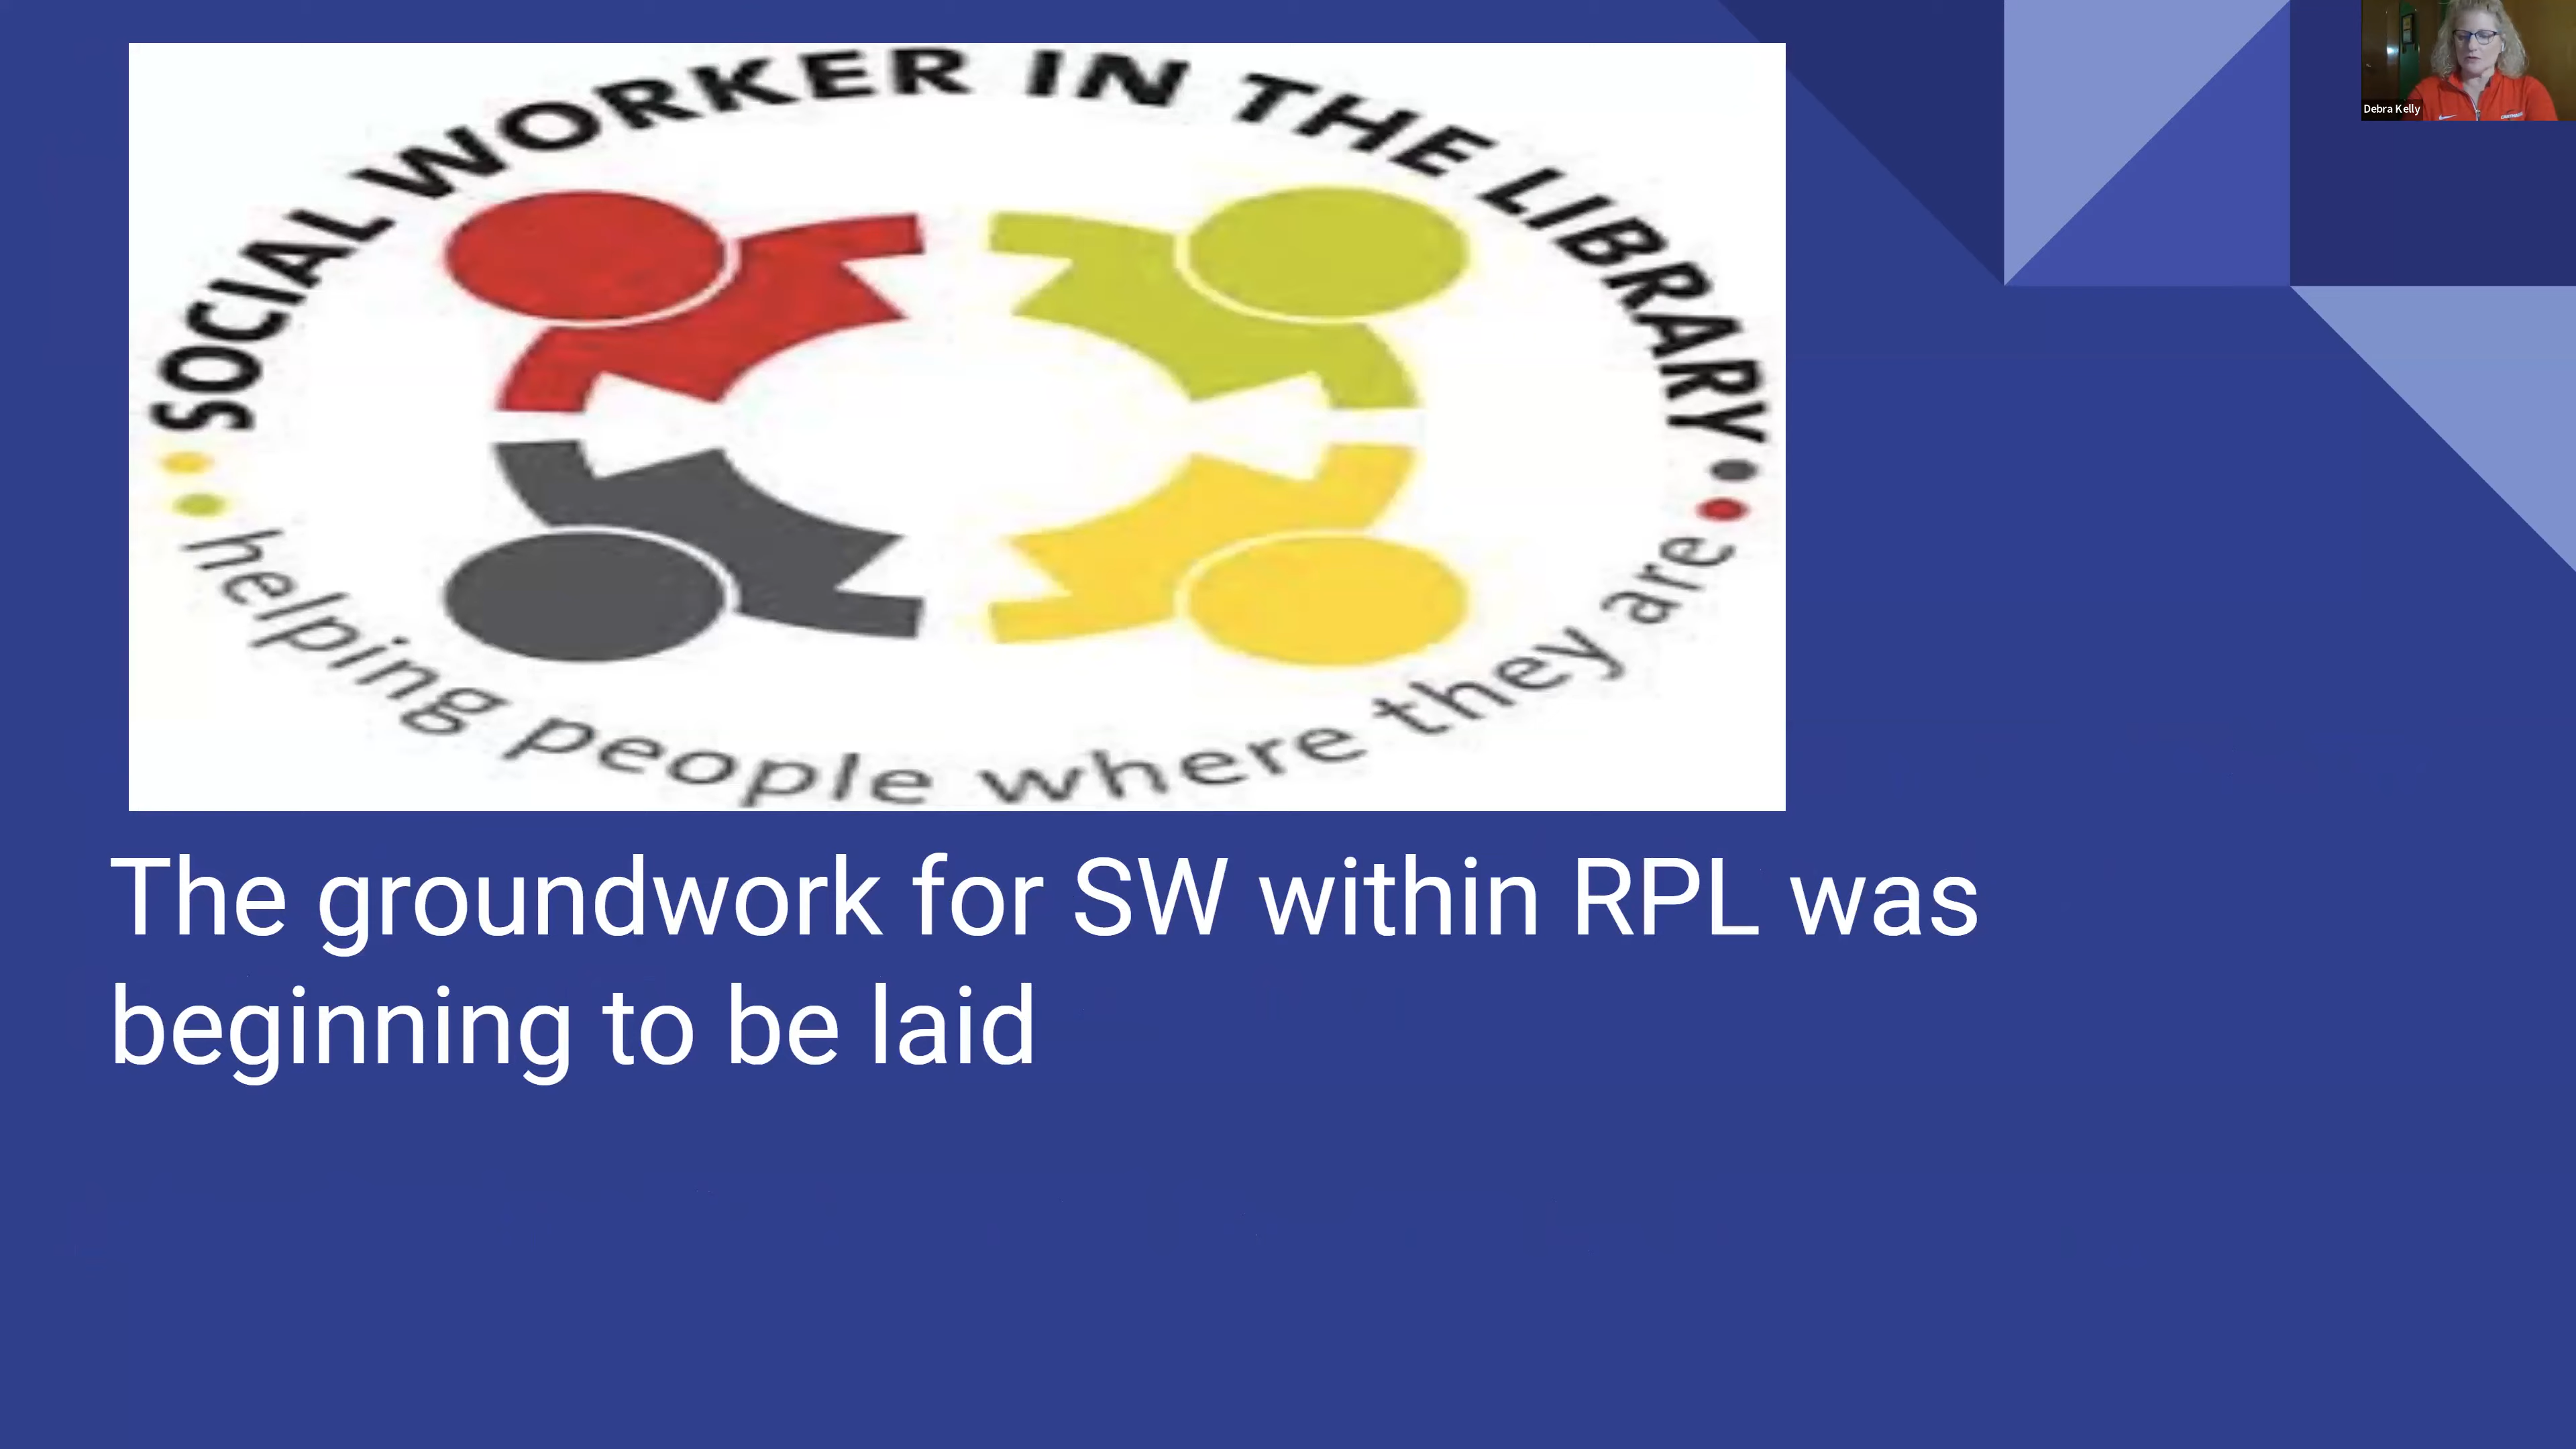 SOCIAL WORKER IN THE LIBRARY
helping people where they are
Debra Kelly
The groundwork for SW within RPL was
beginning to be laid